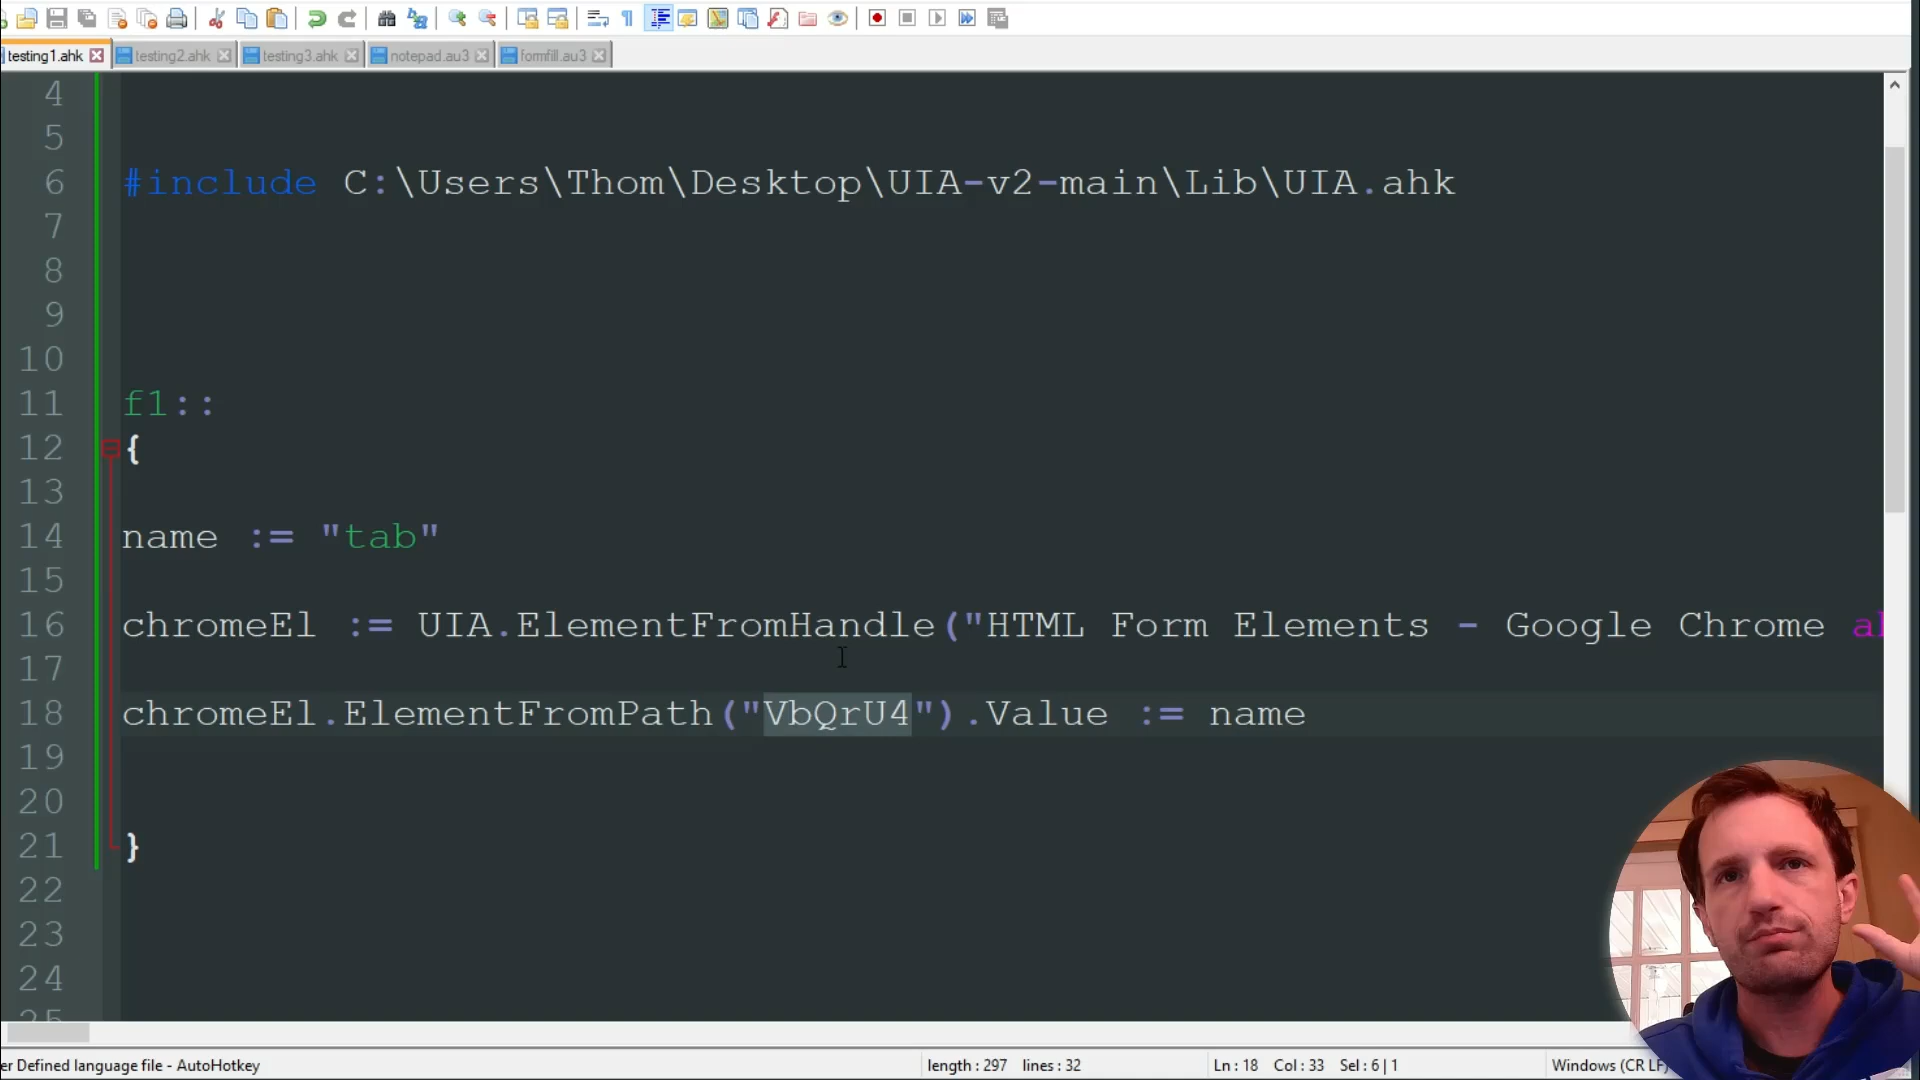 testing1.ahk testing2.ahk testing3.ahk notepad.au3 formfill.au3
4
5
6 #include C:\Users\Thom\Desktop\UIA-v2-main\Lib\UIA.ahk
7
8
9
10
11 f1::
12 {
13
14 name := "tab"
15
16 chromeEl := UIA.ElementFromHandle("HTML Form Elements - Google Chrome a
17
18 chromeEl.ElementFromPath("VbQrU4").Value := name
19
20
21 }
22
23
24
25
er Defined language file - AutoHotkey length : 297 lines : 32 Ln : 18 Col : 33 Sel : 6 | 1 Windows (CR LF)